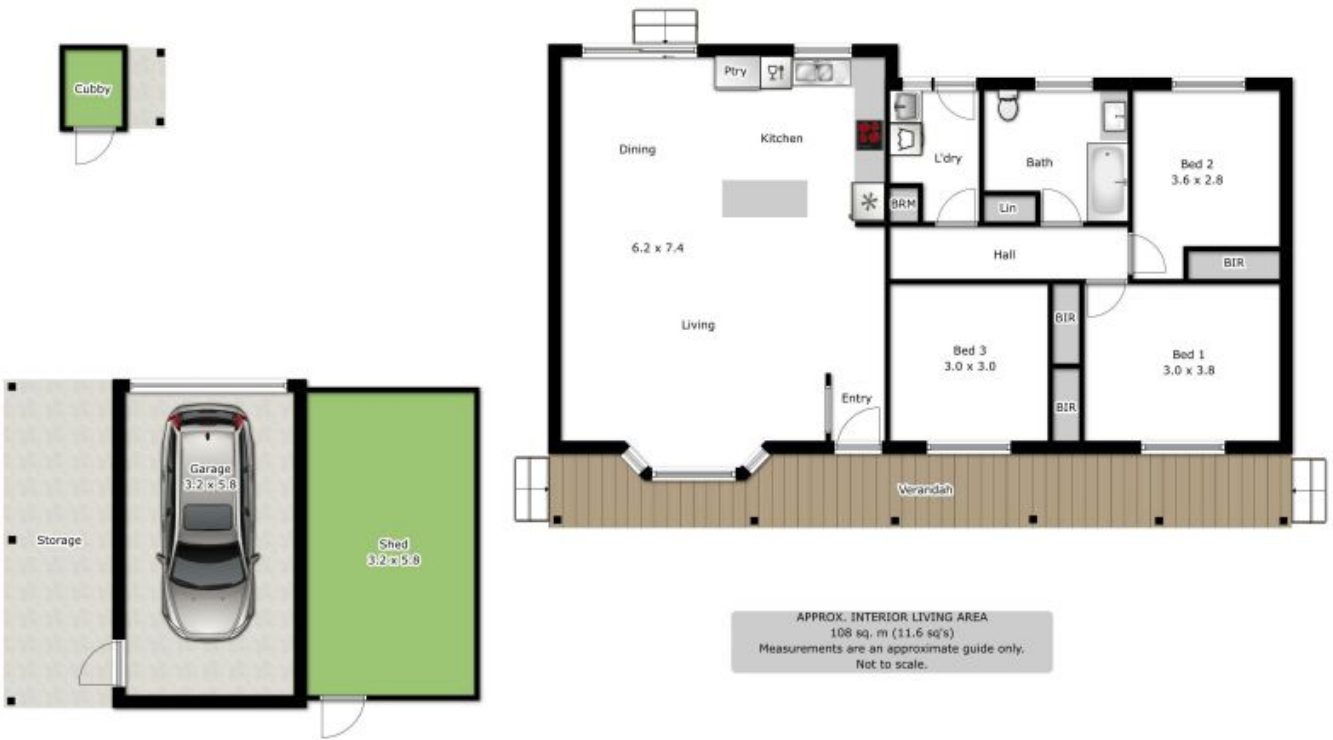 Cubby
Ptry
Dining
Kitchen
L'dry
Bath
Bed 2
3.6 x 2.8
BRM
Lin
6.2 x 7.4
Hall
BIR
Living
BIR
Bed 3
3.0 x 3.0
Bed 1
3.0 x 3.8
Entry
BIR
Garage
3.2 x 5.8
Verandah
Storage
Shed
3.2 x 5.8
APPROX. INTERIOR LIVING AREA
108 sq. m (11.6 sq's)
Measurements are an approximate guide only.
Not to scale.